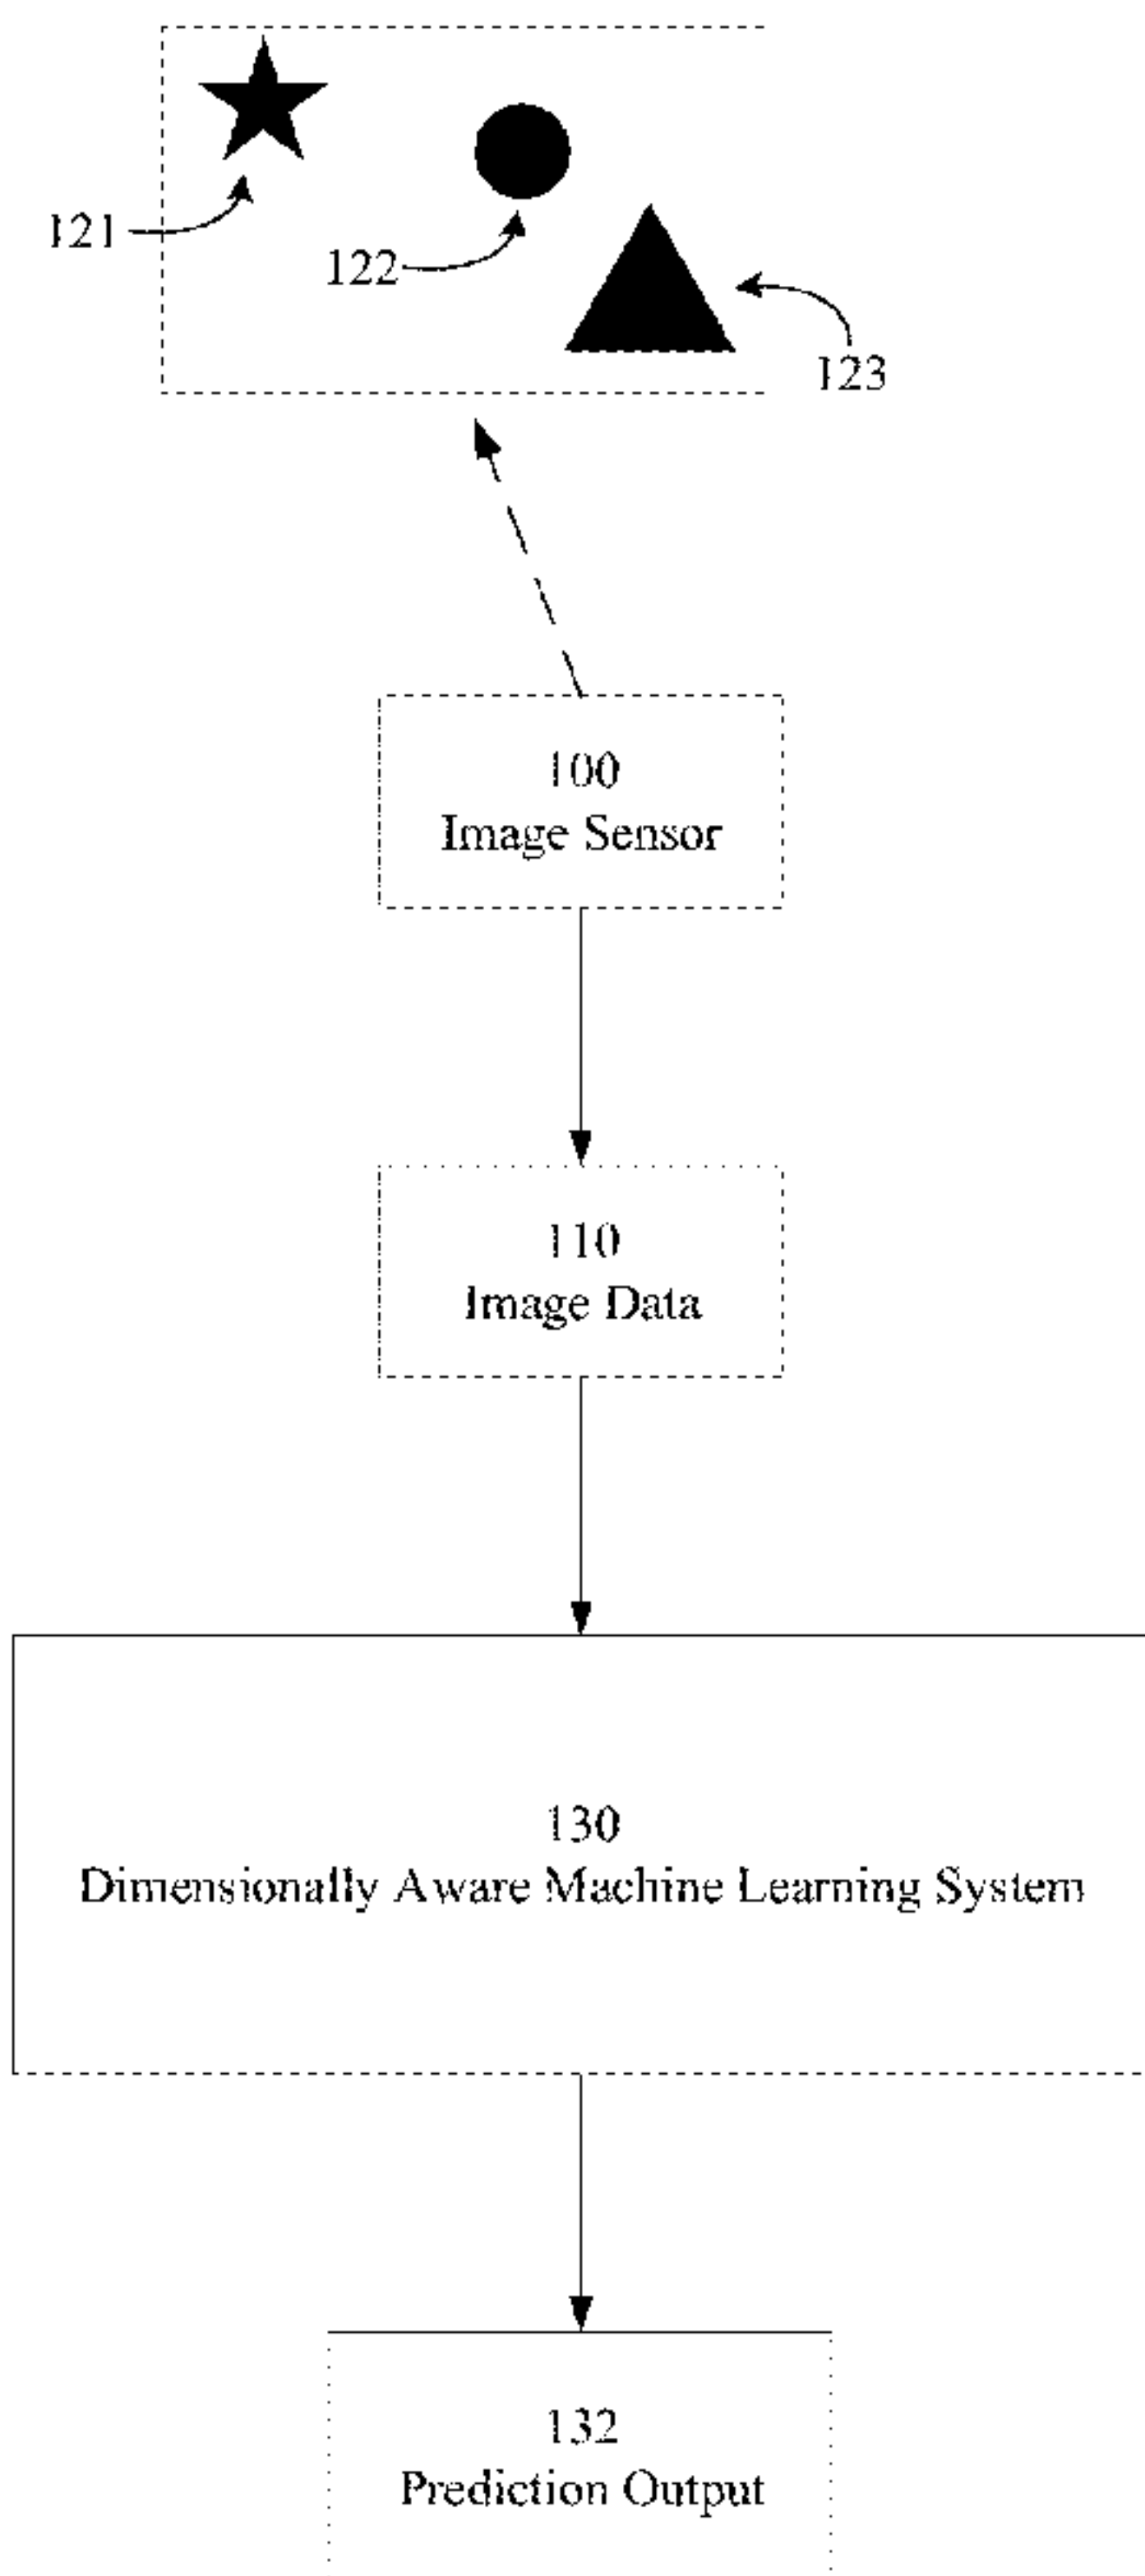 121
122
123
100
Image Sensor
110
Image Data
130
Dimensionally Aware Machine Learning System
132
Prediction Output